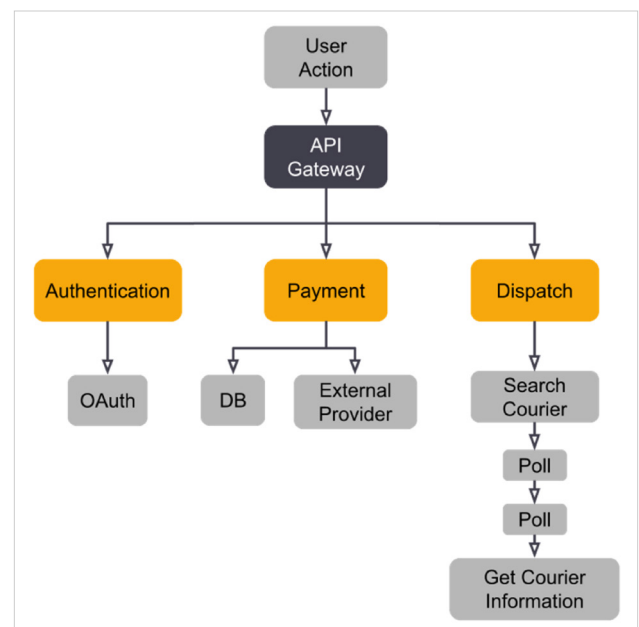 User
Action
API
Gateway
Authentication
Payment
Dispatch
OAuth
DB
External
Provider
Search
Courier
Poll
Poll
Get Courier
Information